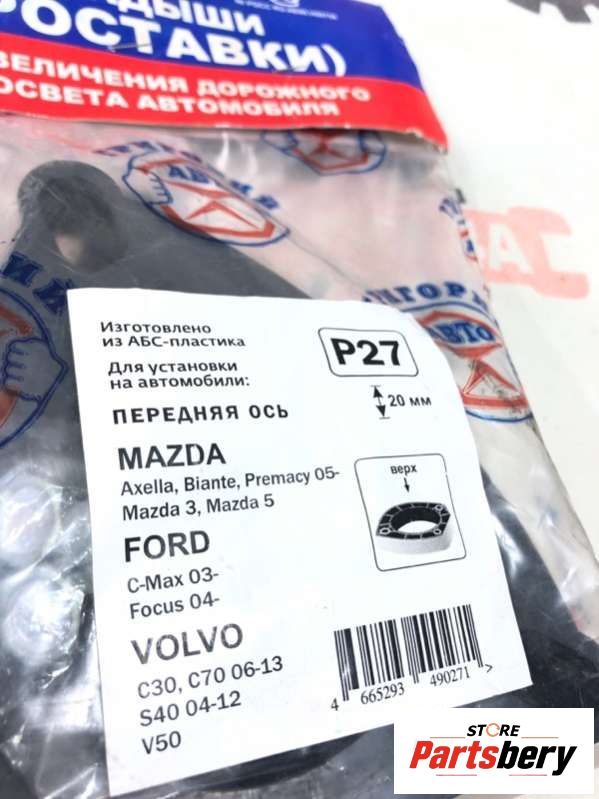 РОСТАВКИ)
ОСВЕТА АВТОМОБИЛЯ
АВТО
Изготовлено
из АБС-пластика
Для установки
на автомобили:
ПЕРЕДНЯЯ ОСЬ
P27
20 мм
MAZDA
Axella, Biante, Premacy 05-
Mazda 3, Mazda 5
верх
FORD
C-Max 03-
Focus 04-
VOLVO
C30, C70 06-13
S40 04-12
V50
4 665293 490271 >
STORE
Partsbery